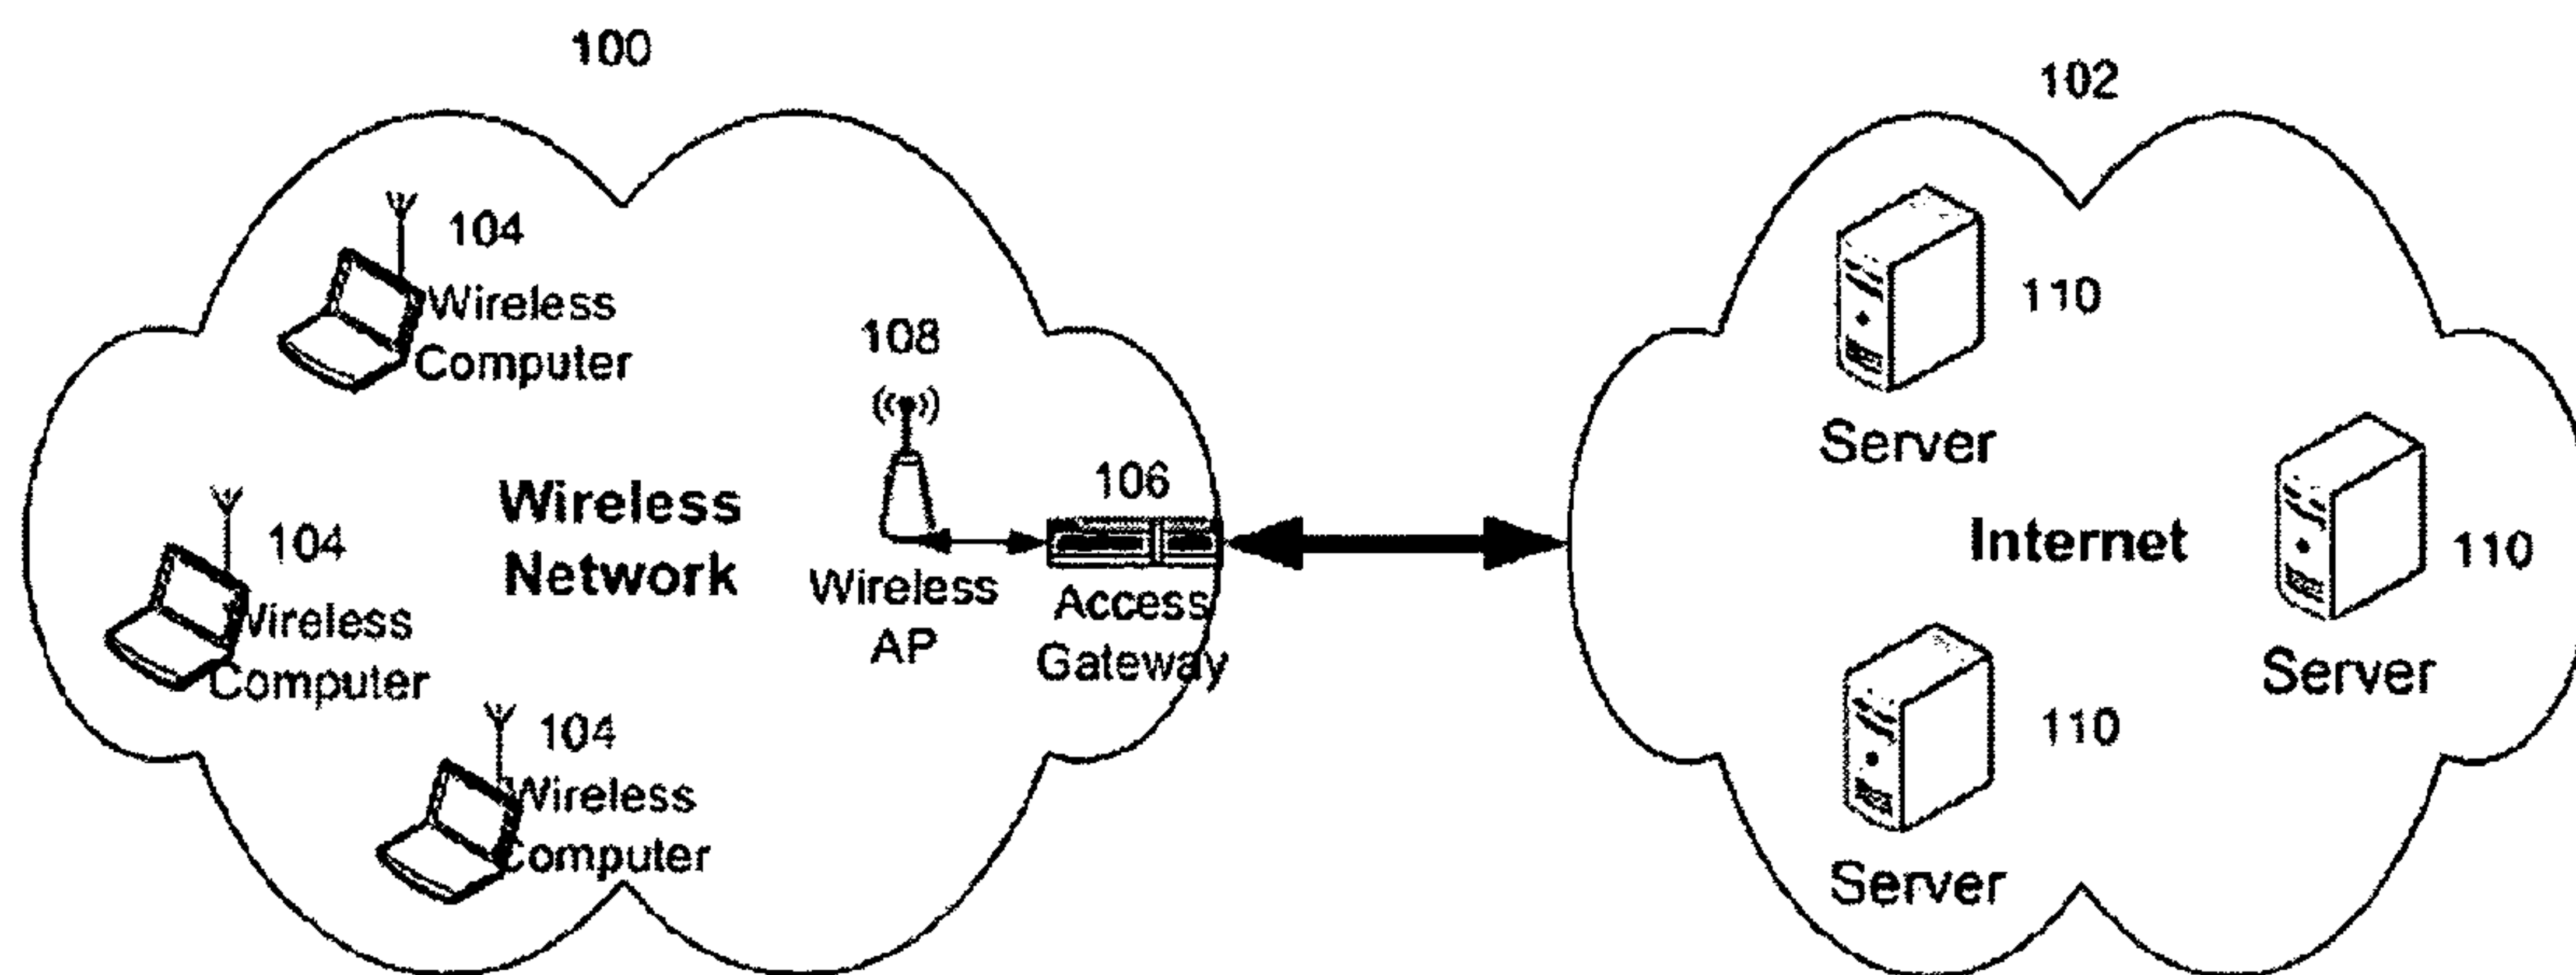 100
102
104
Wireless
Computer
108
110
Server
106
Wireless
Network
Wireless
AP
Access
Gateway
Internet
110
Server
104
Wireless
Computer
104
Wireless
Computer
110
Server